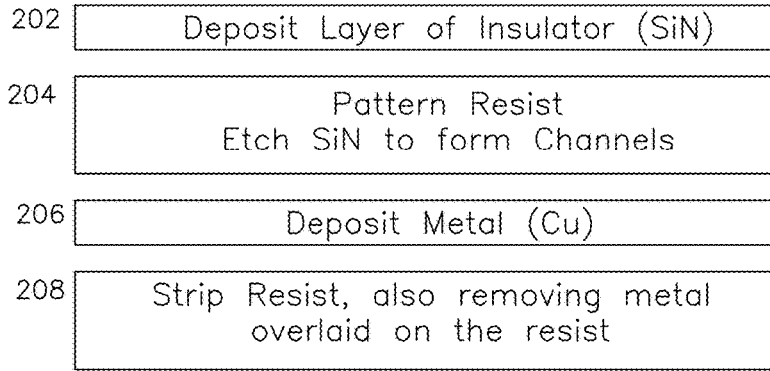 202 Deposit Layer of Insulator (SiN)
204 Pattern Resist
Etch SiN to form Channels
206 Deposit Metal (Cu)
208 Strip Resist, also removing metal
overlaid on the resist